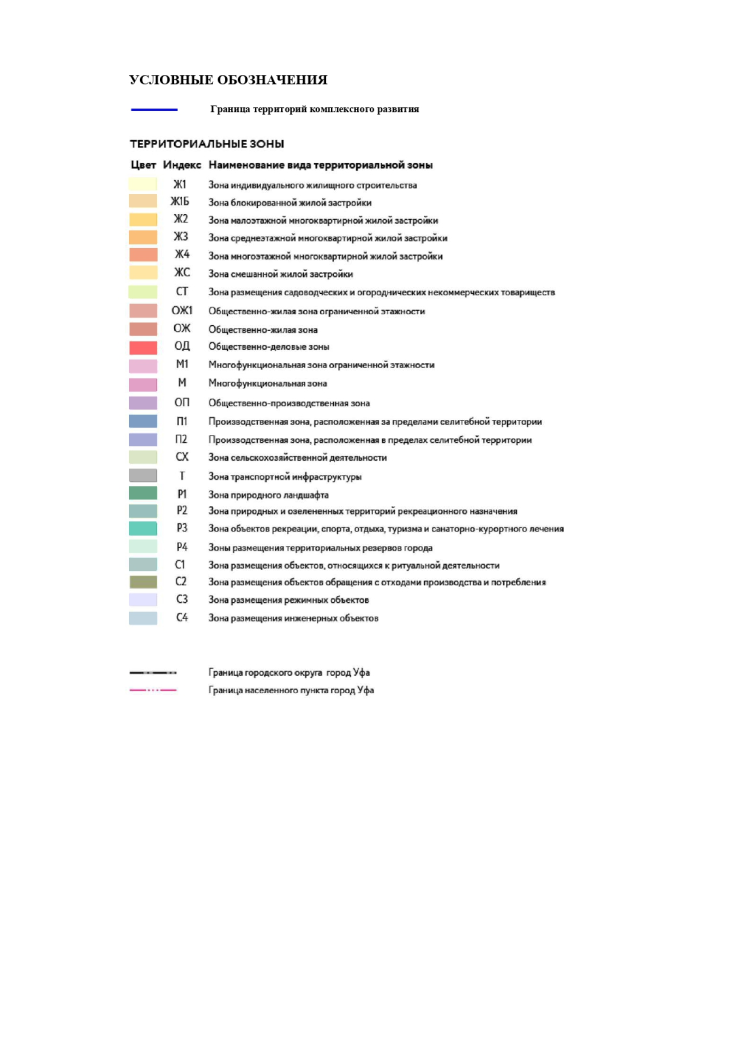 УСЛОВНЫЕ ОБОЗНАЧЕНИЯ
Граница территорий комплексного развития
ТЕРРИТОРИАЛЬНЫЕ ЗОНЫ
Цвет Индекс Наименование вида территориальной зоны
Ж1 Зона индивидуального жилищного строительства
Ж1Б Зона блокированной жилой застройки
Ж2 Зона малоэтажной многоквартирной жилой застройки
Ж3 Зона среднеэтажной многоквартирной жилой застройки
Ж4 Зона многоэтажной многоквартирной жилой застройки
ЖС Зона смешанной жилой застройки
СТ Зона размещения садоводческих и огороднических некоммерческих товариществ
ОЖ1 Общественно-жилая зона ограниченной этажности
ОЖ Общественно-жилая зона
ОД Общественно-деловые зоны
М1 Многофункциональная зона ограниченной этажности
М Многофункциональная зона
ОП Общественно-производственная зона
П1 Производственная зона, расположенная за пределами селитебной территории
П2 Производственная зона, расположенная в пределах селитебной территории
СХ Зона сельскохозяйственной деятельности
Т Зона транспортной инфраструктуры
Р1 Зона природного ландшафта
Р2 Зона природных и озелененных территорий рекреационного назначения
Р3 Зона объектов рекреации, спорта, отдыха, туризма и санаторно-курортного лечения
Р4 Зоны размещения территориальных резервов города
С1 Зона размещения объектов, относящихся к ритуальной деятельности
С2 Зона размещения объектов обращения с отходами производства и потребления
С3 Зона размещения режимных объектов
С4 Зона размещения инженерных объектов
Граница городского округа город Уфа
Граница населенного пункта город Уфа